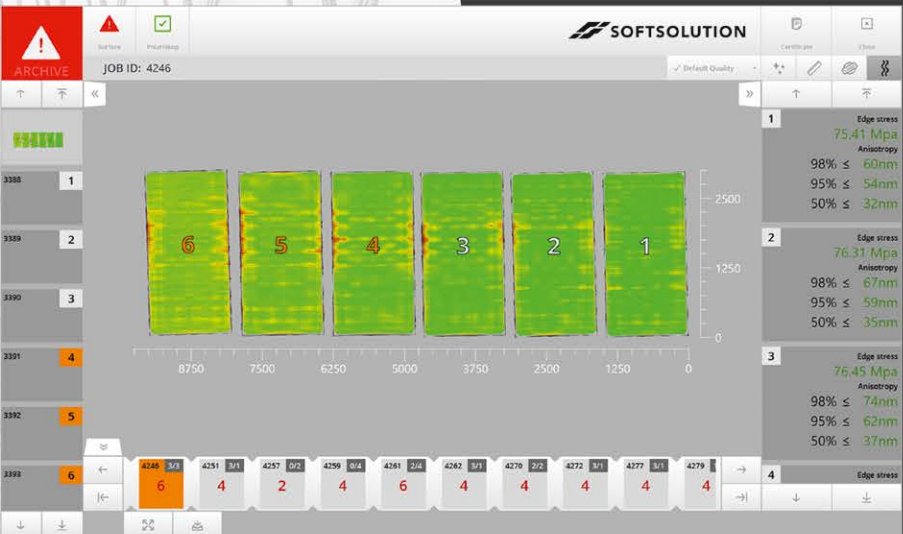 ARCHIVE
Surface
SOFTSOLUTION
Certificate
Close
JOB ID: 4246
Default Quality
3388 1
3389 2
3390 3
3391 4
3392 5
3393 6
6 5 4 3 2 1
2500
1250
0
8750 7500 6250 5000 3750 2500 1250 0
4246 3/3
6
4251 3/1
4
4257 0/2
2
4259 0/4
4
4261 2/4
6
4262 3/1
4
4270 2/2
4
4272 3/1
4
4277 3/1
4
4279
4
1 Edge stress
75.41 Mpa
Anisotropy
98% ≤ 60nm
95% ≤ 54nm
50% ≤ 32nm
2 Edge stress
76.31 Mpa
Anisotropy
98% ≤ 67nm
95% ≤ 59nm
50% ≤ 35nm
3 Edge stress
76.45 Mpa
Anisotropy
98% ≤ 74nm
95% ≤ 62nm
50% ≤ 37nm
4 Edge stress